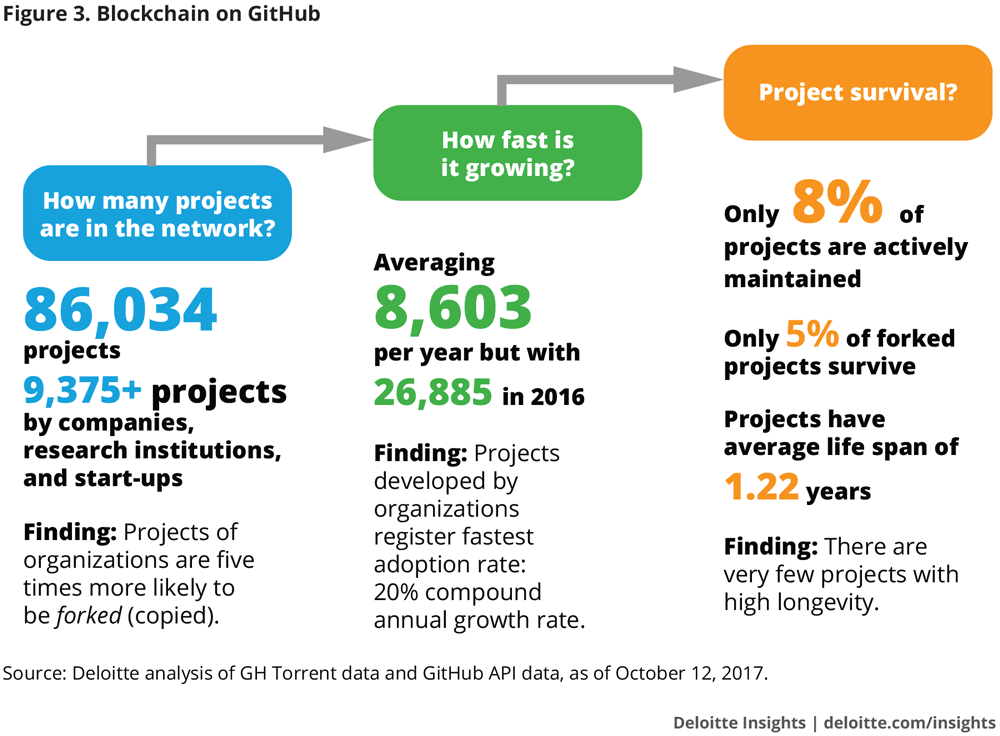 Figure 3. Blockchain on GitHub
How many projects
are in the network?
86,034
projects
9,375+ projects
by companies,
research institutions,
and start-ups
Finding: Projects of
organizations are five
times more likely to
be forked (copied).
How fast is
it growing?
Averaging
8,603
per year but with
26,885 in 2016
Finding: Projects
developed by
organizations
register fastest
adoption rate:
20% compound
annual growth rate.
Project survival?
Only 8% of
projects are actively
maintained
Only 5% of forked
projects survive
Projects have
average life span of
1.22 years
Finding: There are
very few projects with
high longevity.
Source: Deloitte analysis of GH Torrent data and GitHub API data, as of October 12, 2017.
Deloitte Insights | deloitte.com/insights